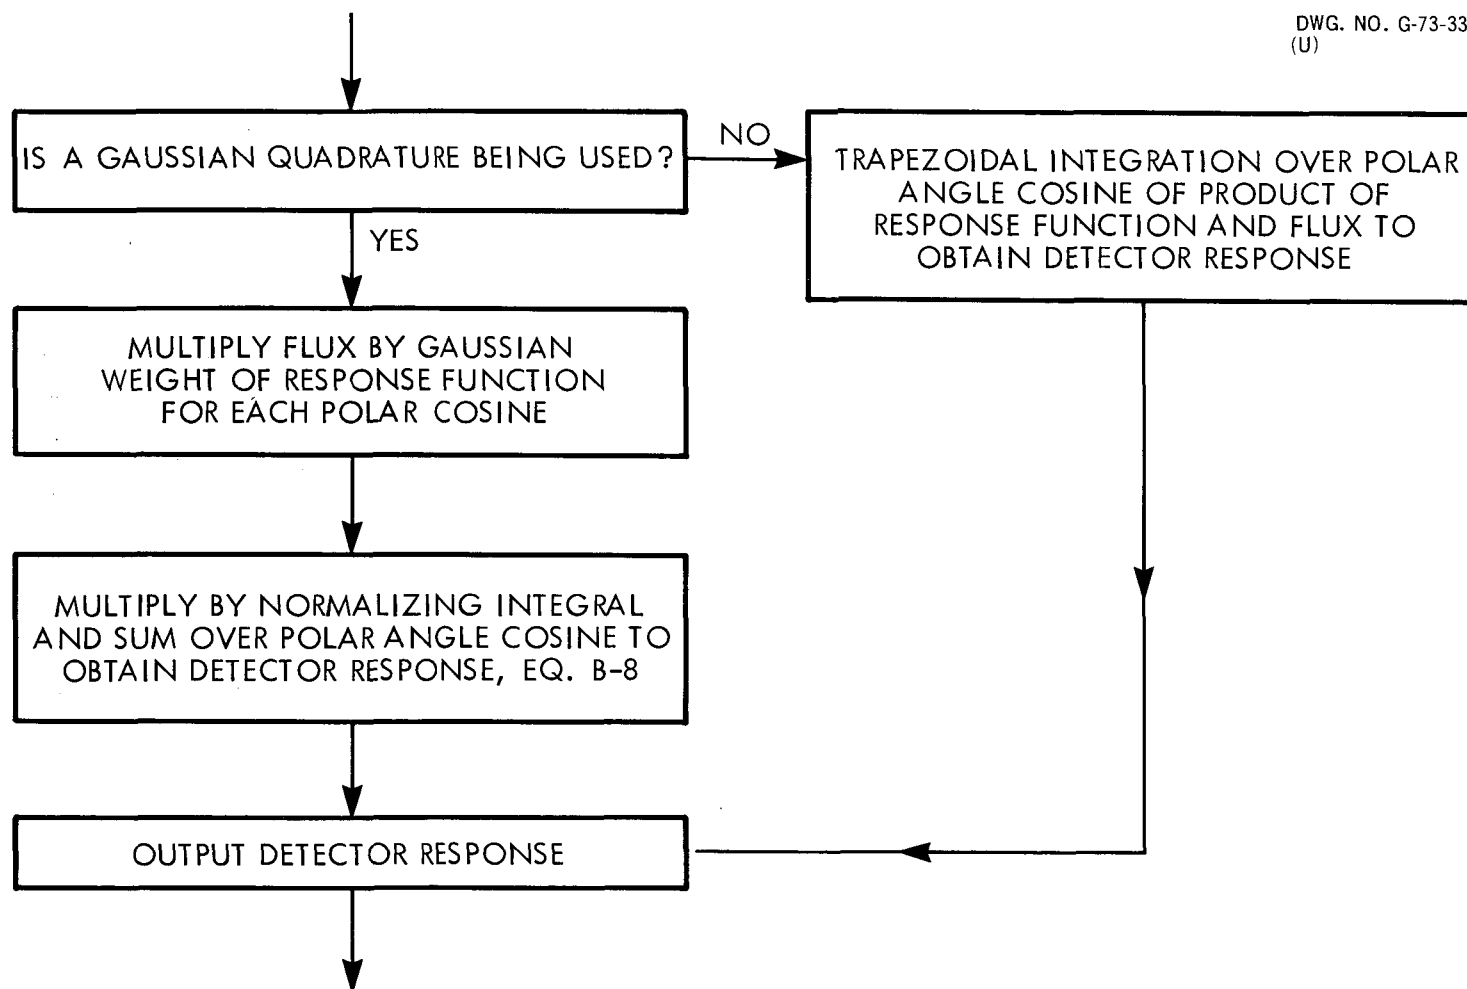 DWG. NO. G-73-33
(U)
IS A GAUSSIAN QUADRATURE BEING USED?
NO
TRAPEZOIDAL INTEGRATION OVER POLAR
ANGLE COSINE OF PRODUCT OF
RESPONSE FUNCTION AND FLUX TO
OBTAIN DETECTOR RESPONSE
YES
MULTIPLY FLUX BY GAUSSIAN
WEIGHT OF RESPONSE FUNCTION
FOR EACH POLAR COSINE
MULTIPLY BY NORMALIZING INTEGRAL
AND SUM OVER POLAR ANGLE COSINE TO
OBTAIN DETECTOR RESPONSE, EQ. B-8
OUTPUT DETECTOR RESPONSE